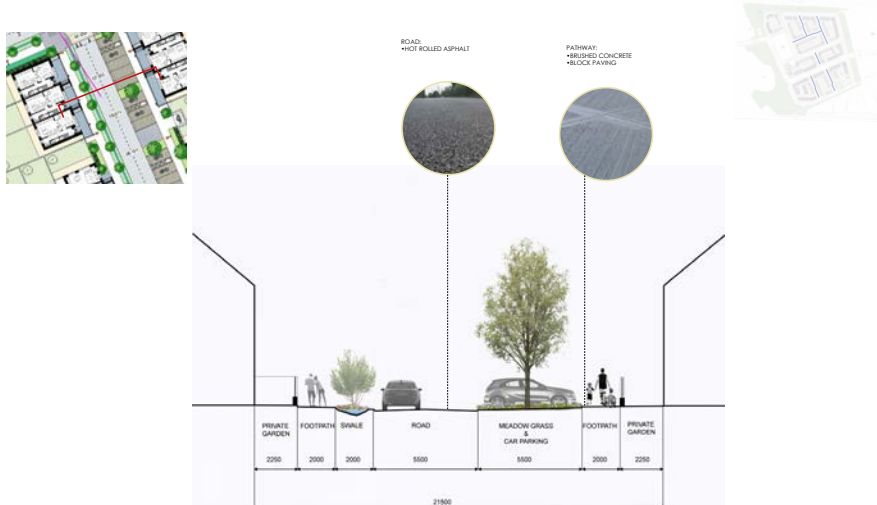 ROAD:
•HOT ROLLED ASPHALT
PATHWAY:
•BRUSHED CONCRETE
•BLOCK PAVING
PRIVATE GARDEN
FOOTPATH
SWALE
ROAD
MEADOW GRASS
&
CAR PARKING
FOOTPATH
PRIVATE GARDEN
2250
2000
2000
5500
5500
2000
2250
21500